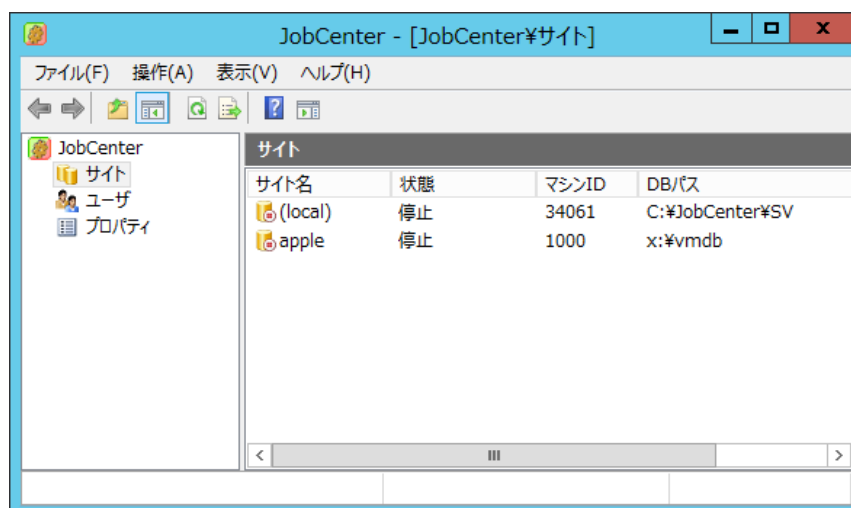 JobCenter - [JobCenter¥サイト]
ファイル(F) 操作(A) 表示(V) ヘルプ(H)
JobCenter
サイト
ユーザ
プロパティ
サイト
サイト名 状態 マシンID DBパス
(local) 停止 34061 C:¥JobCenter¥SV
apple 停止 1000 x:¥vmdb